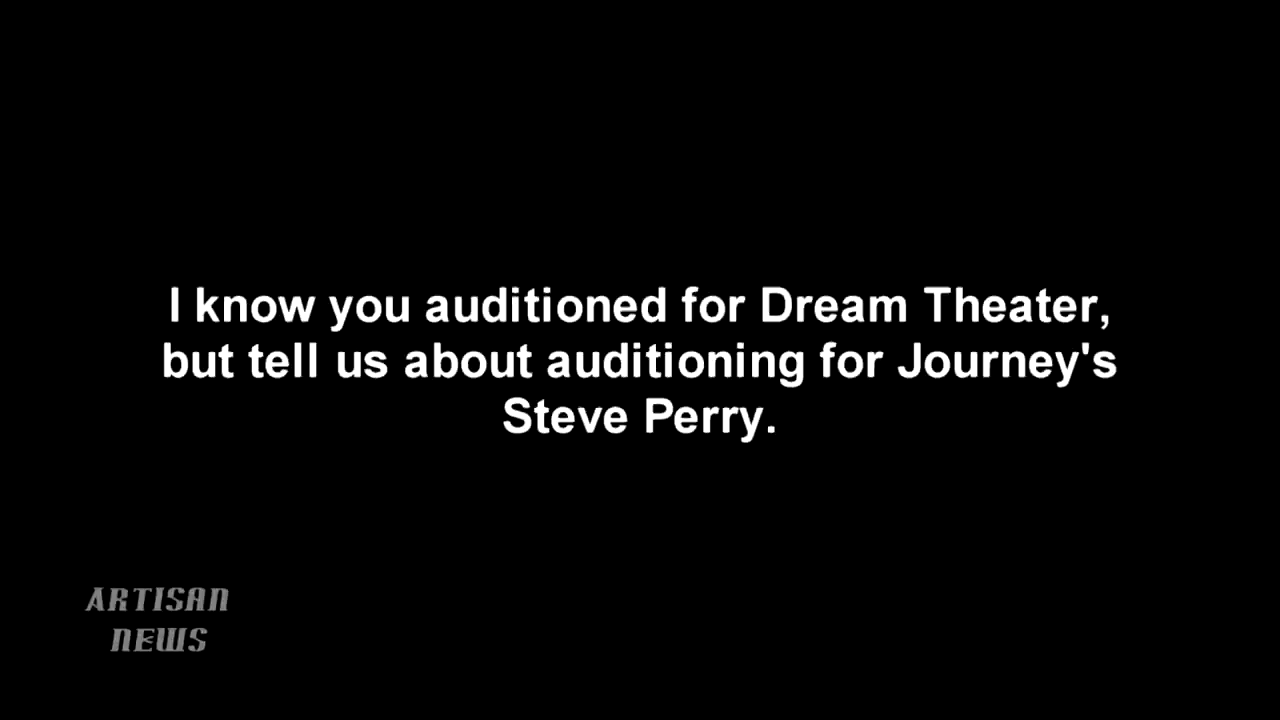 I know you auditioned for Dream Theater,
but tell us about auditioning for Journey's
Steve Perry.
ARTISAN
NEWS